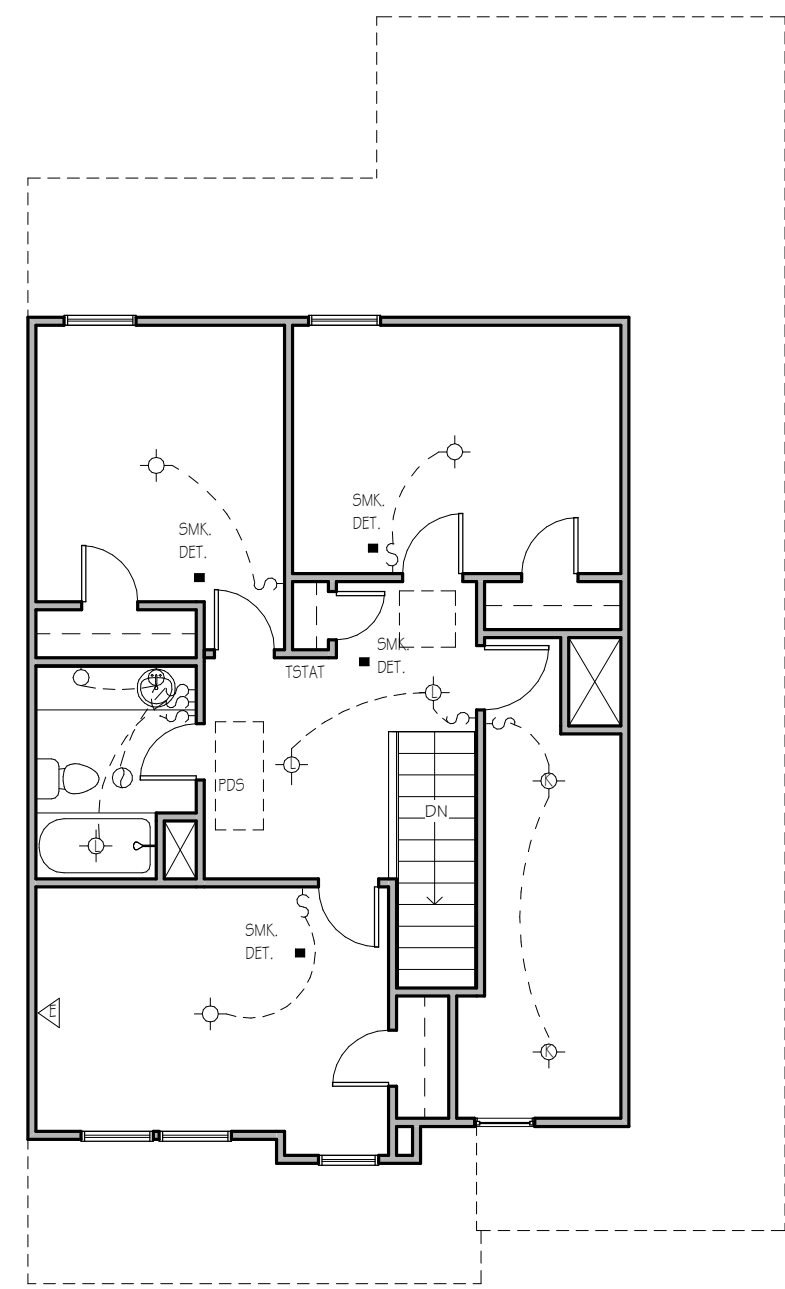 SMK.
DET.
SMK.
DET.
SMK.
DET.
TSTAT
L
L
PDS
K
DN
L
SMK.
DET.
E
K